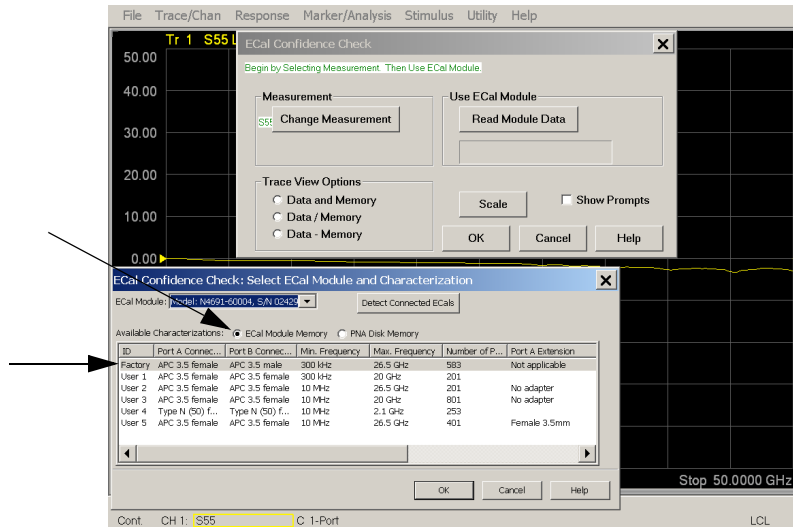 File Trace/Chan Response Marker/Analysis Stimulus Utility Help
Tr 1 S55 L
50.00
40.00
30.00
20.00
10.00
0.00
ECal Confidence Check
Begin by Selecting Measurement. Then Use ECal Module.
Measurement
S55
Change Measurement
Use ECal Module
Read Module Data
Trace View Options
Data and Memory
Data / Memory
Data - Memory
Scale
Show Prompts
OK Cancel Help
ECal Confidence Check: Select ECal Module and Characterization
ECal Module: Model: N4691-60004, S/N 02429
Detect Connected ECals
Available Characterizations: ECal Module Memory PNA Disk Memory
ID Port A Connec... Port B Connec... Min. Frequency Max. Frequency Number of P... Port A Extension
Factory APC 3.5 female APC 3.5 male 300 kHz 26.5 GHz 583 Not applicable
User 1 APC 3.5 female APC 3.5 female 300 kHz 20 GHz 201
User 2 APC 3.5 female APC 3.5 female 10 MHz 26.5 GHz 201 No adapter
User 3 APC 3.5 female APC 3.5 female 10 MHz 20 GHz 801 No adapter
User 4 Type N (50) f... Type N (50) f... 10 MHz 2.1 GHz 253
User 5 APC 3.5 female APC 3.5 female 10 MHz 26.5 GHz 401 Female 3.5mm
OK Cancel Help
Stop 50.0000 GHz
Cont. CH 1: S55 C 1-Port LCL